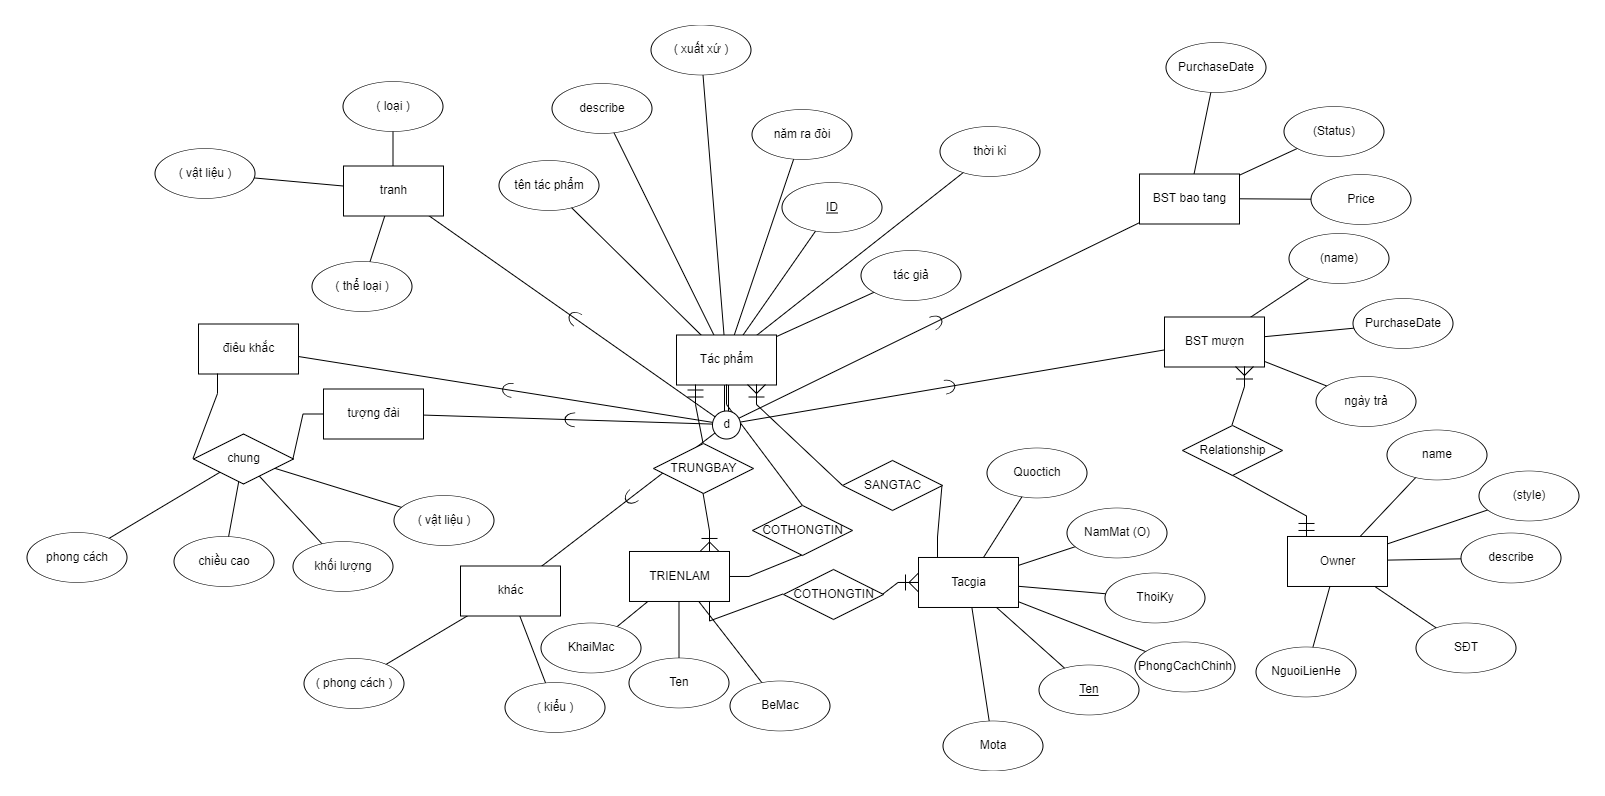 ( xuất xứ )
PurchaseDate
( loại )
describe
năm ra đòi
(Status)
thời kì
( vật liệu )
tranh
tên tác phẩm
ID
BST bao tang
Price
( thể loại )
tác giả
(name)
điêu khắc
Tác phẩm
BST mượn
PurchaseDate
tượng đài
d
ngày trả
chung
TRUNGBAY
SANGTAC
Quoctich
Relationship
name
(style)
( vật liệu )
COTHONGTIN
NamMat (O)
phong cách
chiều cao
khối lượng
khác
TRIENLAM
COTHONGTIN
Tacgia
ThoiKy
Owner
describe
KhaiMac
Ten
BeMac
PhongCachChinh
Ten
SĐT
NguoiLienHe
( phong cách )
( kiểu )
Mota